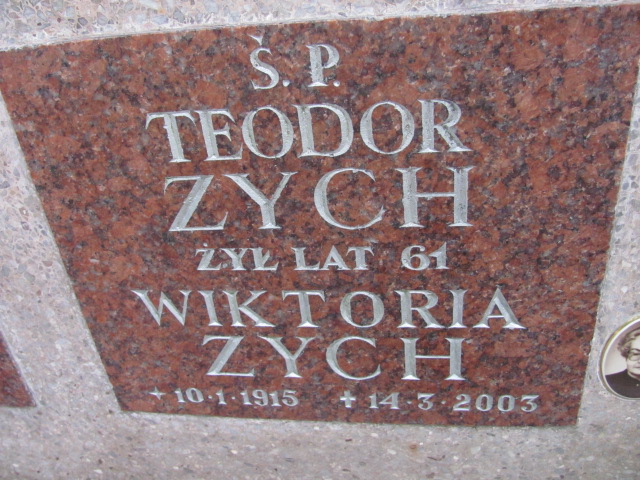 Ś. P.
TEODOR
ZYCH
ŻYŁ LAT 61
WIKTORIA
ZYCH
+ 10·1·1915 + 14·3·2003